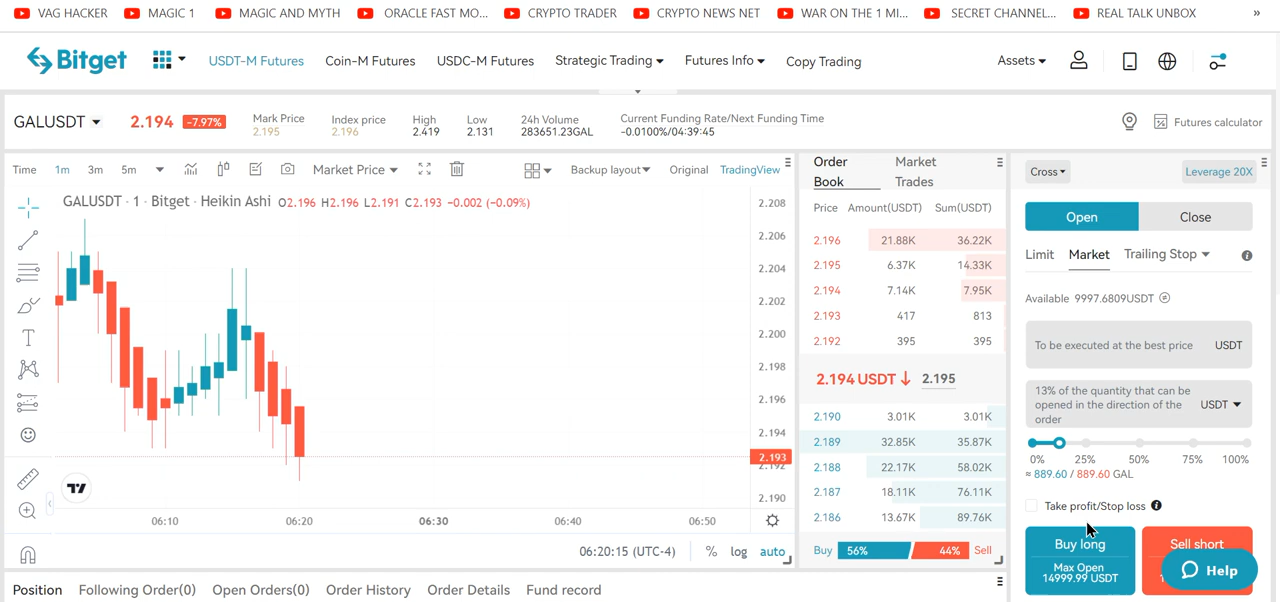 VAG HACKER MAGIC 1 MAGIC AND MYTH ORACLE FAST MO... CRYPTO TRADER CRYPTO NEWS NET WAR ON THE 1 MI... SECRET CHANNEL... REAL TALK UNBOX »
Bitget USDT-M Futures Coin-M Futures USDC-M Futures Strategic Trading Futures Info Copy Trading Assets
GALUSDT 2.194 -7.97%
Mark Price Index price High Low 24h Volume Current Funding Rate/Next Funding Time
2.195 2.196 2.419 2.131 283651.23GAL -0.0100%/04:39:45
Futures calculator
Time 1m 3m 5m Market Price Backup layout Original TradingView
GALUSDT · 1 · Bitget · Heikin Ashi O2.196 H2.196 L2.191 C2.193 -0.002 (-0.09%)
2.208
2.206
2.204
2.202
2.200
2.198
2.196
2.194
2.193
2.192
2.190
06:10 06:20 06:30 06:40 06:50
06:20:15 (UTC-4) % log auto
Order Book
Market Trades
Price Amount(USDT) Sum(USDT)
2.196 21.88K 36.22K
2.195 6.37K 14.33K
2.194 7.14K 7.95K
2.193 417 813
2.192 395 395
2.194 USDT↓ 2.195
2.190 3.01K 3.01K
2.189 32.85K 35.87K
2.188 22.17K 58.02K
2.187 18.11K 76.11K
2.186 13.67K 89.76K
Buy 56% 44% Sell
Cross Leverage 20X
Open Close
Limit Market Trailing Stop
Available 9997.6809USDT
To be executed at the best price USDT
13% of the quantity that can be
opened in the direction of the
order
USDT
0% 25% 50% 75% 100%
≈ 889.60 / 889.60 GAL
Take profit/Stop loss
Buy long Sell short
Max Open
14999.99 USDT
Help
Position Following Order(0) Open Orders(0) Order History Order Details Fund record